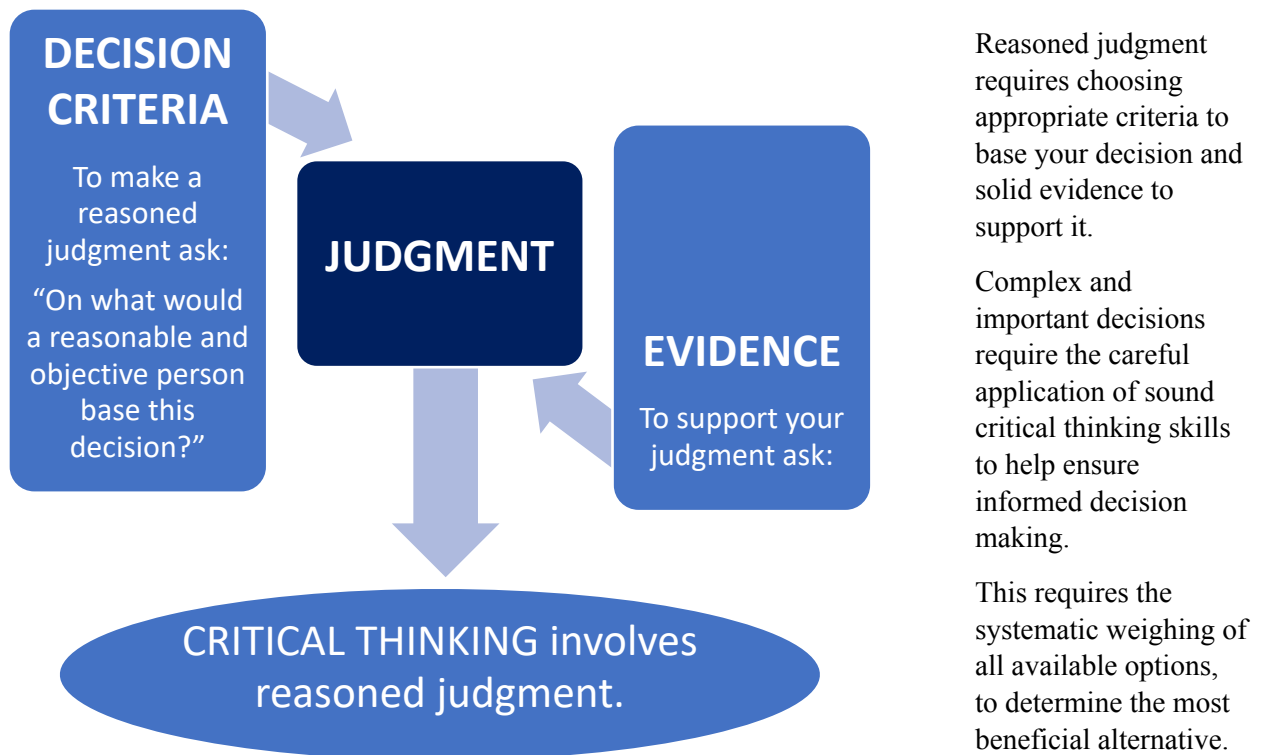 DECISION
CRITERIA
To make a
reasoned
judgment ask:
“On what would
a reasonable and
objective person
base this
decision?”
JUDGMENT
EVIDENCE
To support your
judgment ask:
CRITICAL THINKING involves
reasoned judgment.
Reasoned judgment
requires choosing
appropriate criteria to
base your decision and
solid evidence to
support it.
Complex and
important decisions
require the careful
application of sound
critical thinking skills
to help ensure
informed decision
making.
This requires the
systematic weighing of
all available options,
to determine the most
beneficial alternative.